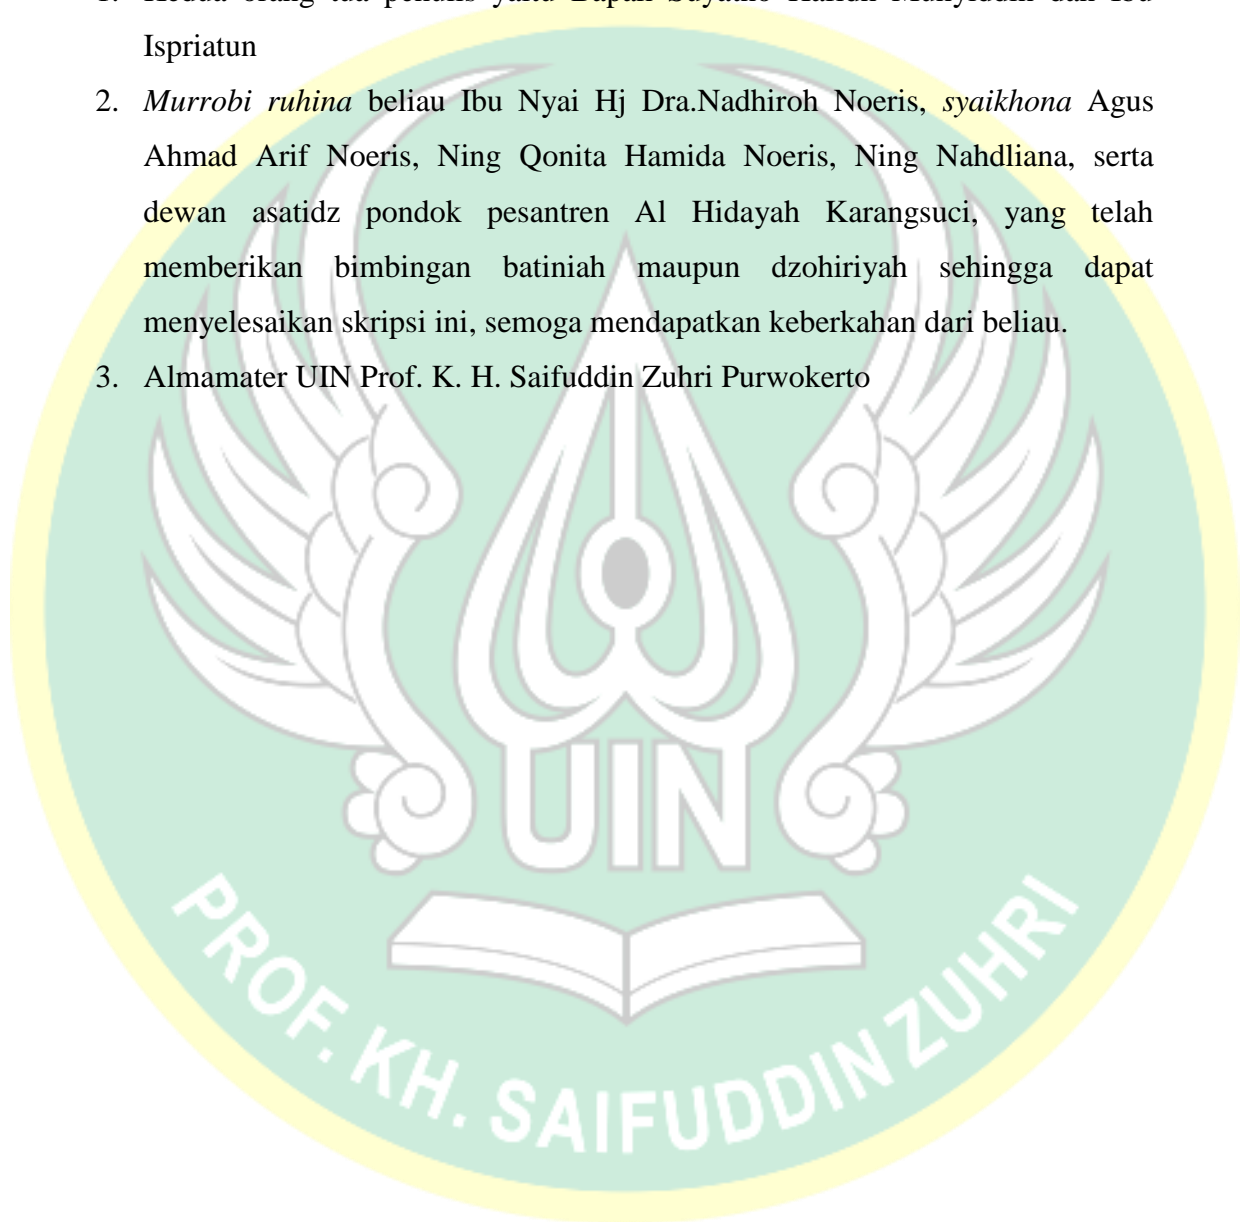 Ispriatun
2. Murrobi ruhina beliau Ibu Nyai Hj Dra.Nadhiroh Noeris, syaikhona Agus
Ahmad Arif Noeris, Ning Qonita Hamida Noeris, Ning Nahdliana, serta
dewan asatidz pondok pesantren Al Hidayah Karangsuci, yang telah
memberikan bimbingan batiniah maupun dzohiriyah sehingga dapat
menyelesaikan skripsi ini, semoga mendapatkan keberkahan dari beliau.
3. Almamater UIN Prof. K. H. Saifuddin Zuhri Purwokerto
UIN
PROF. KH. SAIFUDDIN ZUHRI